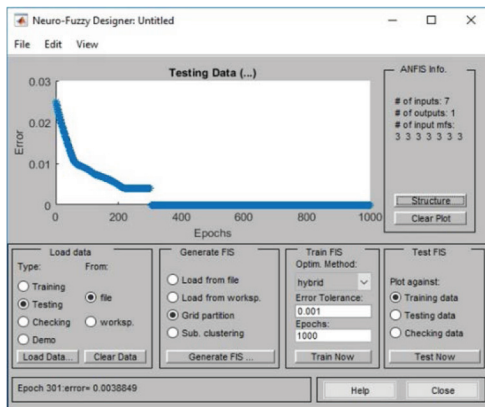 Neuro-Fuzzy Designer: Untitled
File Edit View
Testing Data (...)
0.03
0.02
0.01
0
Error
0 200 400 600 800 1000
Epochs
ANFIS Info.
# of inputs: 7
# of outputs: 1
# of input mfs:
3 3 3 3 3 3 3
Structure
Clear Plot
Load data
Type: From:
Training
Testing
Checking
Demo
file
worksp.
Load Data... Clear Data
Generate FIS
Load from file
Load from worksp.
Grid partition
Sub. clustering
Generate FIS ...
Train FIS
Optim. Method:
hybrid
Error Tolerance:
0.001
Epochs:
1000
Train Now
Test FIS
Plot against:
Training data
Testing data
Checking data
Test Now
Epoch 301:error= 0.0038849
Help Close